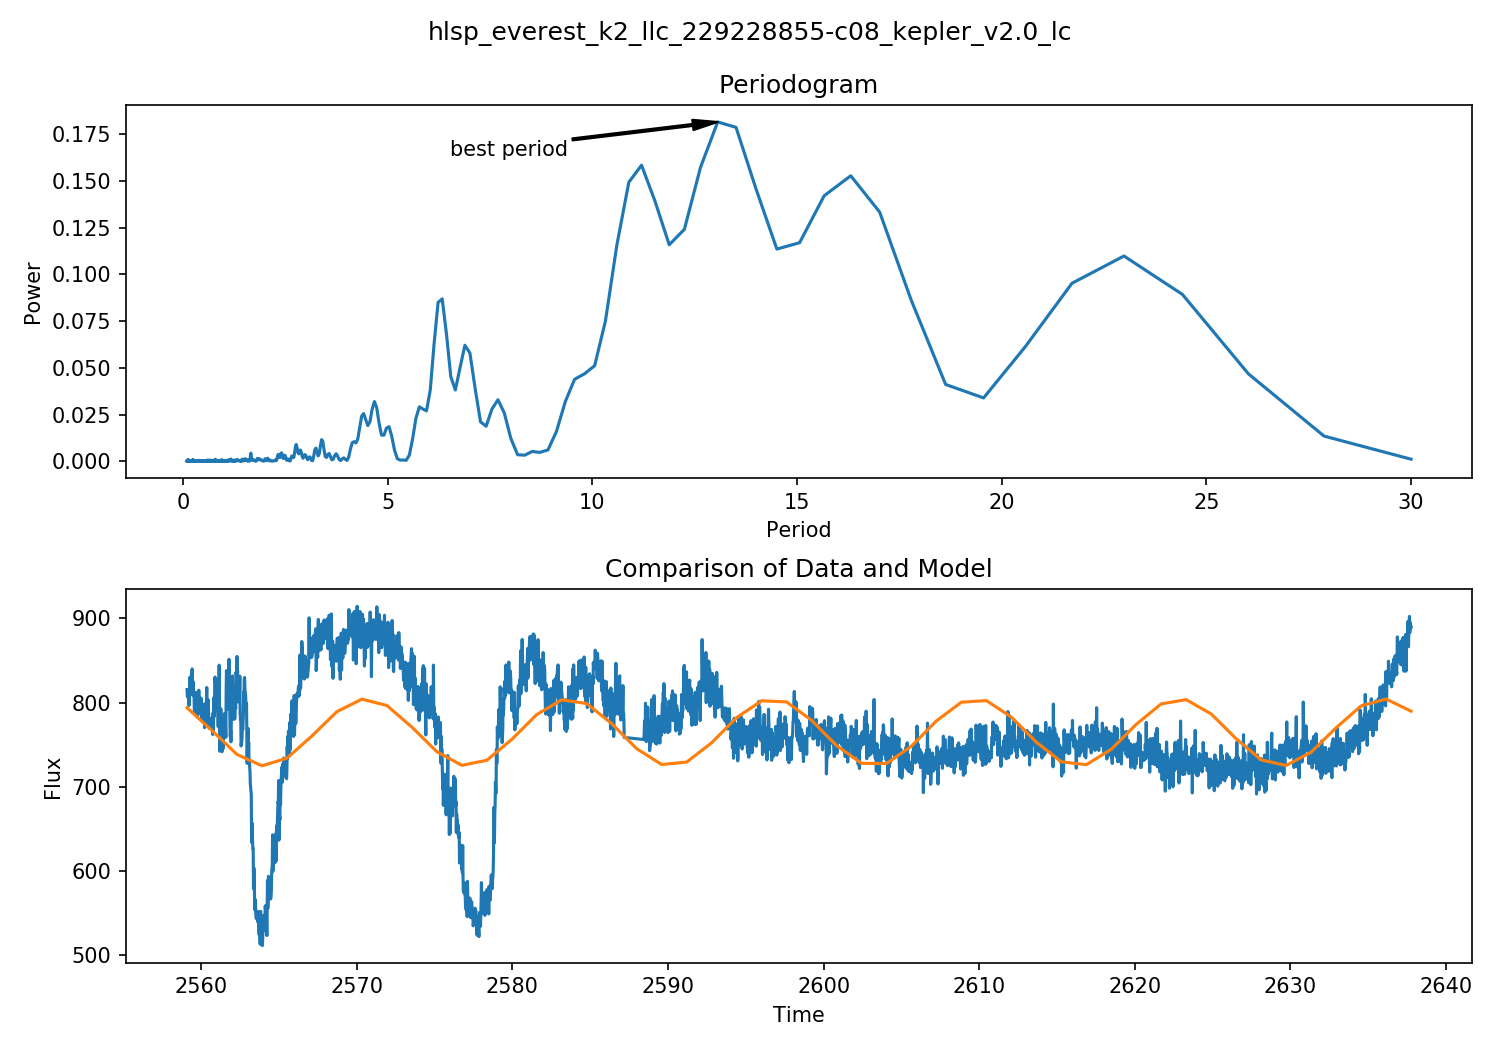 hlsp_everest_k2_llc_229228855-c08_kepler_v2.0_lc
Periodogram
0.175
0.150
0.125
0.100
0.075
0.050
0.025
0.000
Power
best period
0 5 10 15 20 25 30
Period
Comparison of Data and Model
900
800
700
600
500
Flux
2560 2570 2580 2590 2600 2610 2620 2630 2640
Time